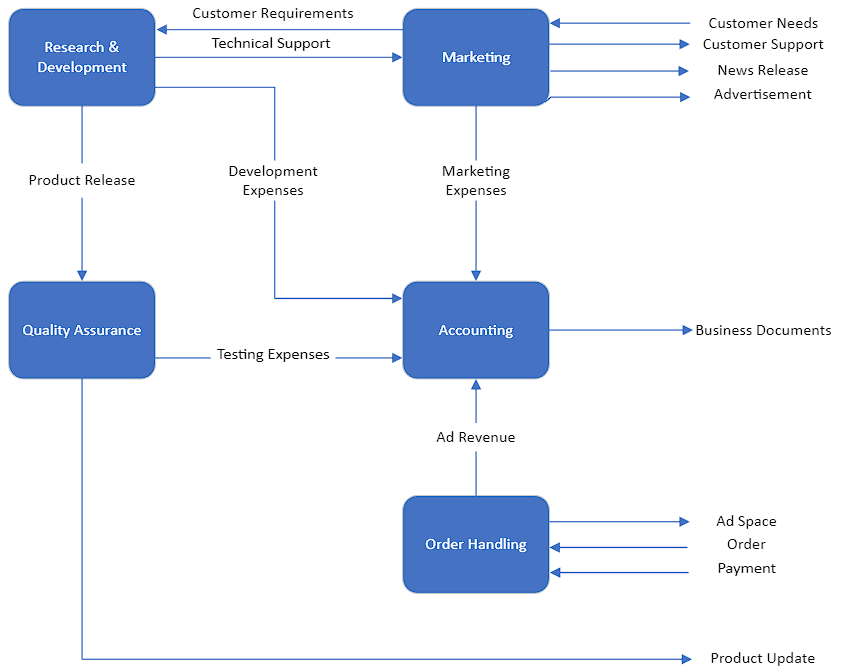 Customer Requirements
Research &
Development
Technical Support
Marketing
Customer Needs
Customer Support
News Release
Advertisement
Product Release
Development
Expenses
Marketing
Expenses
Quality Assurance
Testing Expenses
Accounting
Business Documents
Ad Revenue
Order Handling
Ad Space
Order
Payment
Product Update